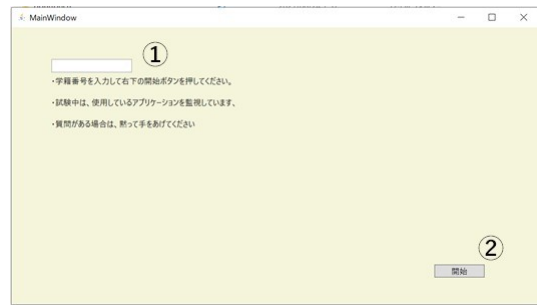 MainWindow
①
・学籍番号を入力して右下の開始ボタンを押してください。
・試験中は、使用しているアプリケーションを監視しています、
・質問がある場合は、黙って手をあげてください
②
開始